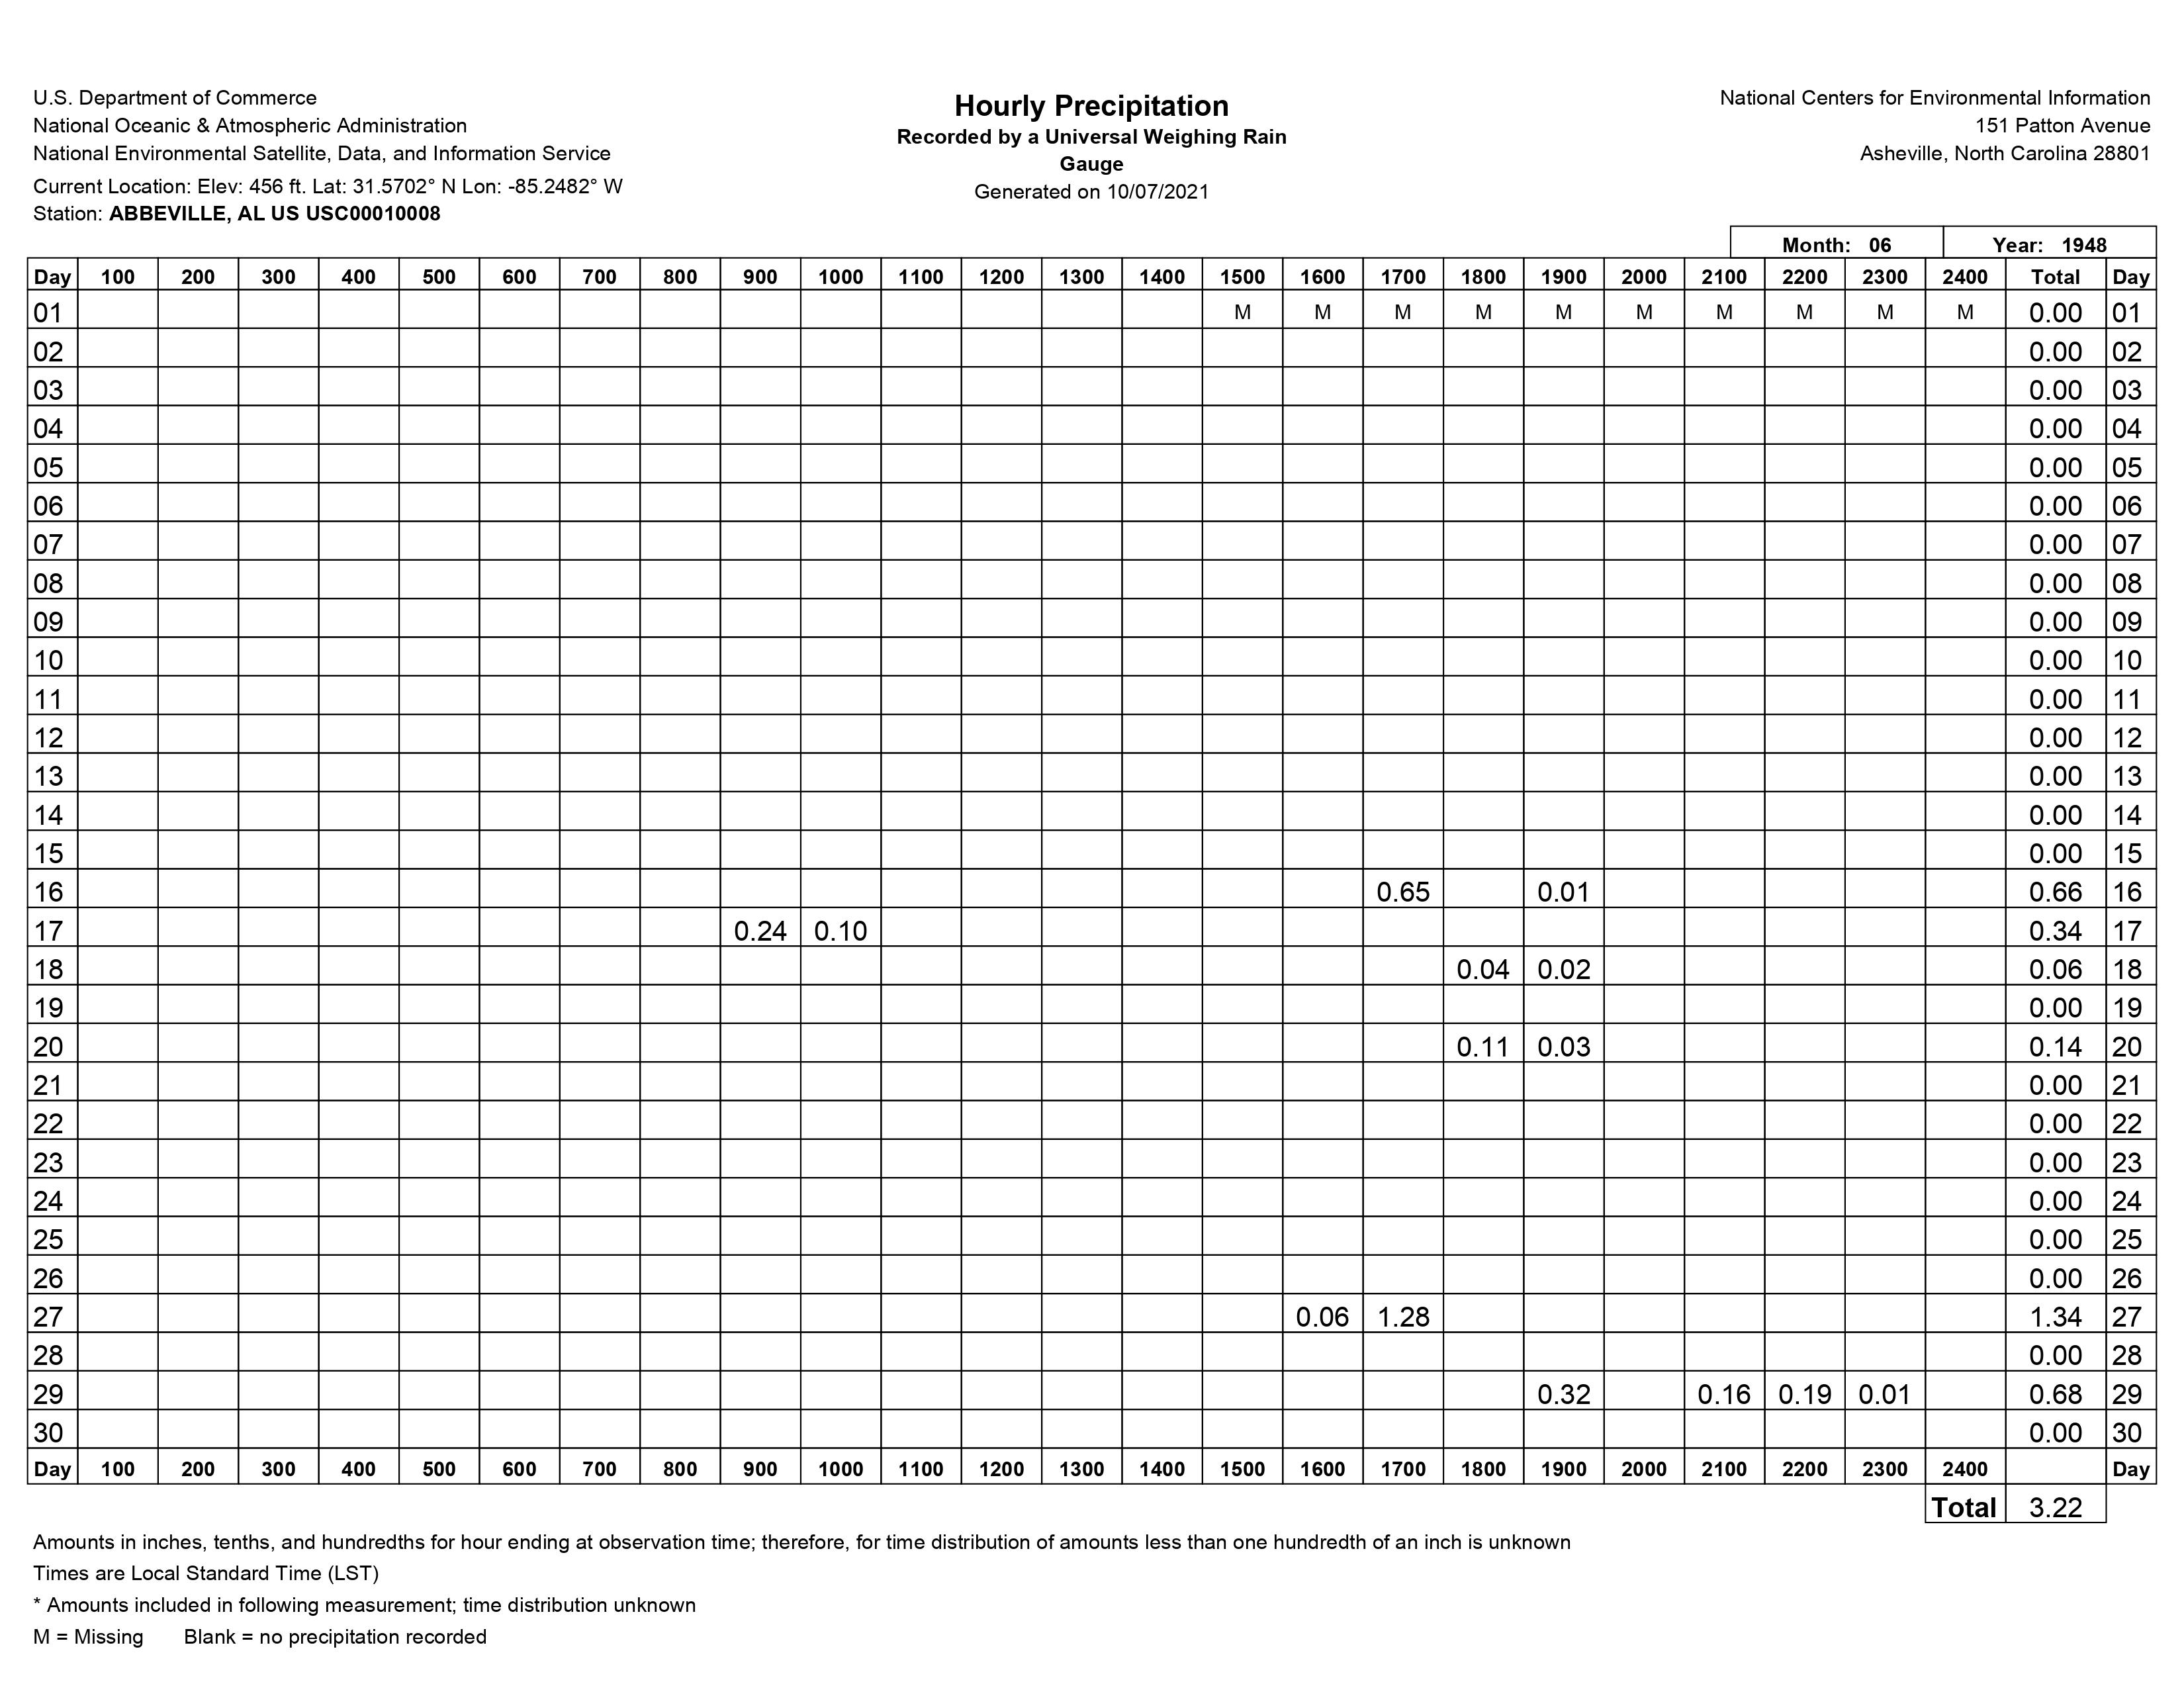 U.S. Department of Commerce
National Oceanic & Atmospheric Administration
National Environmental Satellite, Data, and Information Service
Current Location: Elev: 456 ft. Lat: 31.5702° N Lon: -85.2482° W
Station: ABBEVILLE, AL US USC00010008
Hourly Precipitation
Recorded by a Universal Weighing Rain
Gauge
Generated on 10/07/2021
National Centers for Environmental Information
151 Patton Avenue
Asheville, North Carolina 28801
Month: 06 Year: 1948
Day 100 200 300 400 500 600 700 800 900 1000 1100 1200 1300 1400 1500 1600 1700 1800 1900 2000 2100 2200 2300 2400 Total Day
01 M M M M M M M M M M 0.00 01
02 0.00 02
03 0.00 03
04 0.00 04
05 0.00 05
06 0.00 06
07 0.00 07
08 0.00 08
09 0.00 09
10 0.00 10
11 0.00 11
12 0.00 12
13 0.00 13
14 0.00 14
15 0.00 15
16 0.65 0.01 0.66 16
17 0.24 0.10 0.34 17
18 0.04 0.02 0.06 18
19 0.00 19
20 0.11 0.03 0.14 20
21 0.00 21
22 0.00 22
23 0.00 23
24 0.00 24
25 0.00 25
26 0.00 26
27 0.06 1.28 1.34 27
28 0.00 28
29 0.32 0.16 0.19 0.01 0.68 29
30 0.00 30
Day 100 200 300 400 500 600 700 800 900 1000 1100 1200 1300 1400 1500 1600 1700 1800 1900 2000 2100 2200 2300 2400 Day
Total 3.22
Amounts in inches, tenths, and hundredths for hour ending at observation time; therefore, for time distribution of amounts less than one hundredth of an inch is unknown
Times are Local Standard Time (LST)
* Amounts included in following measurement; time distribution unknown
M = Missing Blank = no precipitation recorded